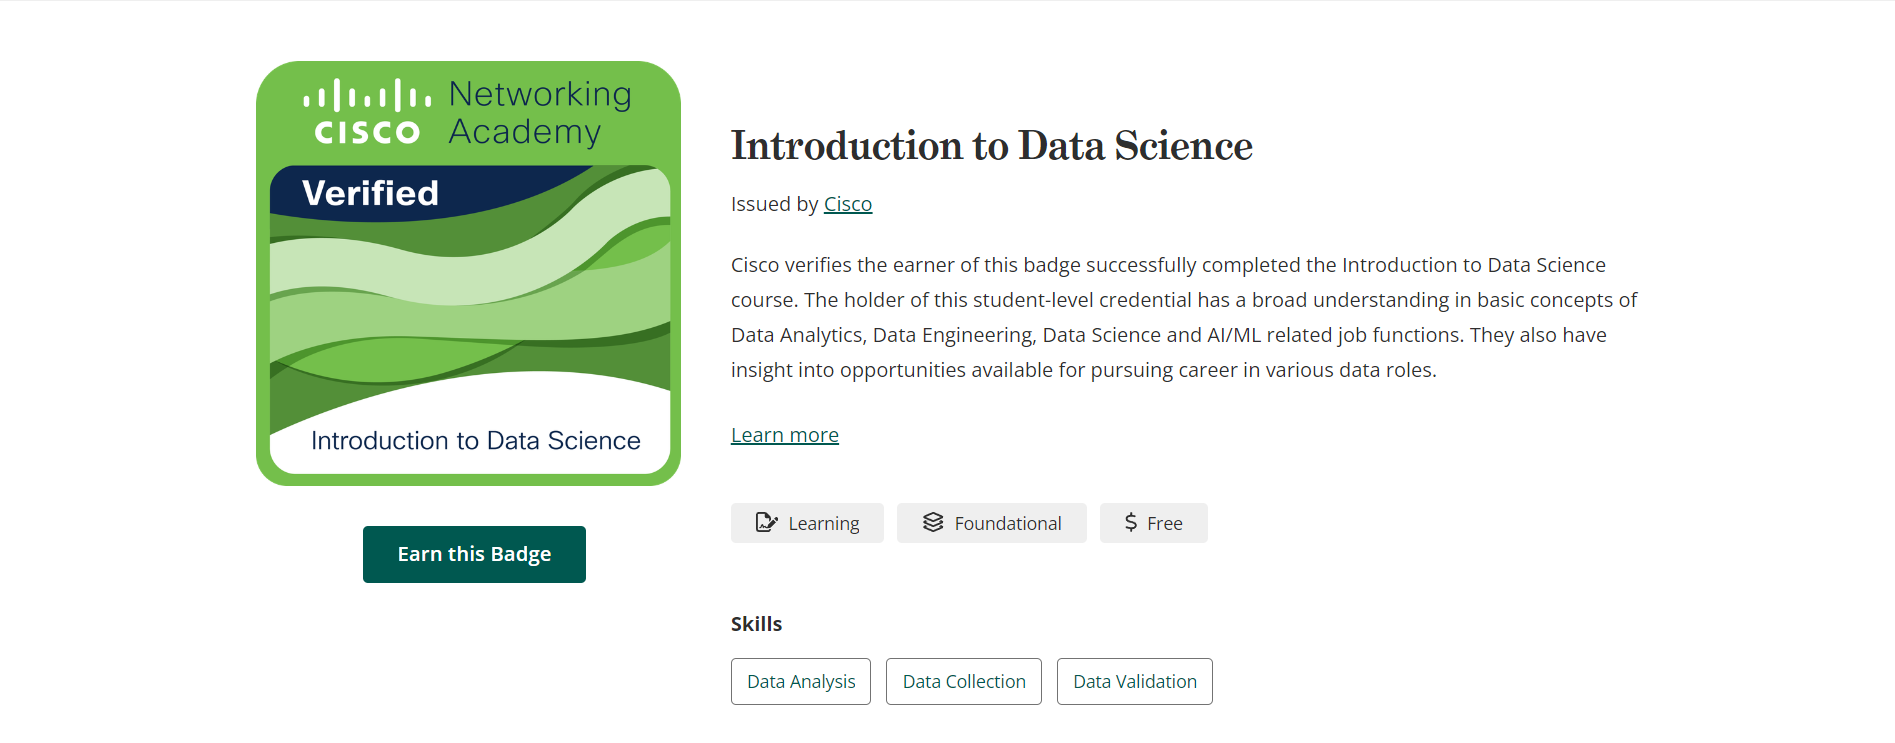 CISCO
Networking
Academy
Verified
Introduction to Data Science
Earn this Badge
Introduction to Data Science
Issued by Cisco
Cisco verifies the earner of this badge successfully completed the Introduction to Data Science
course. The holder of this student-level credential has a broad understanding in basic concepts of
Data Analytics, Data Engineering, Data Science and AI/ML related job functions. They also have
insight into opportunities available for pursuing career in various data roles.
Learn more
Learning
Foundational
$ Free
Skills
Data Analysis
Data Collection
Data Validation